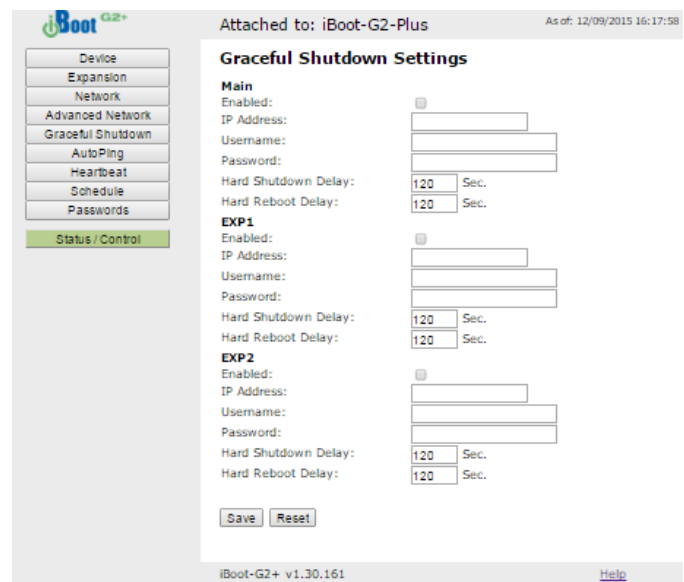 iBoot G2+
Attached to: iBoot-G2-Plus
As of: 12/09/2015 16:17:58
Device
Expansion
Network
Advanced Network
Graceful Shutdown
AutoPing
Heartbeat
Schedule
Passwords
Status / Control
Graceful Shutdown Settings
Main
Enabled:
IP Address:
Username:
Password:
Hard Shutdown Delay: 120 Sec.
Hard Reboot Delay: 120 Sec.
EXP1
Enabled:
IP Address:
Username:
Password:
Hard Shutdown Delay: 120 Sec.
Hard Reboot Delay: 120 Sec.
EXP2
Enabled:
IP Address:
Username:
Password:
Hard Shutdown Delay: 120 Sec.
Hard Reboot Delay: 120 Sec.
Save Reset
iBoot-G2+ v1.30.161
Help